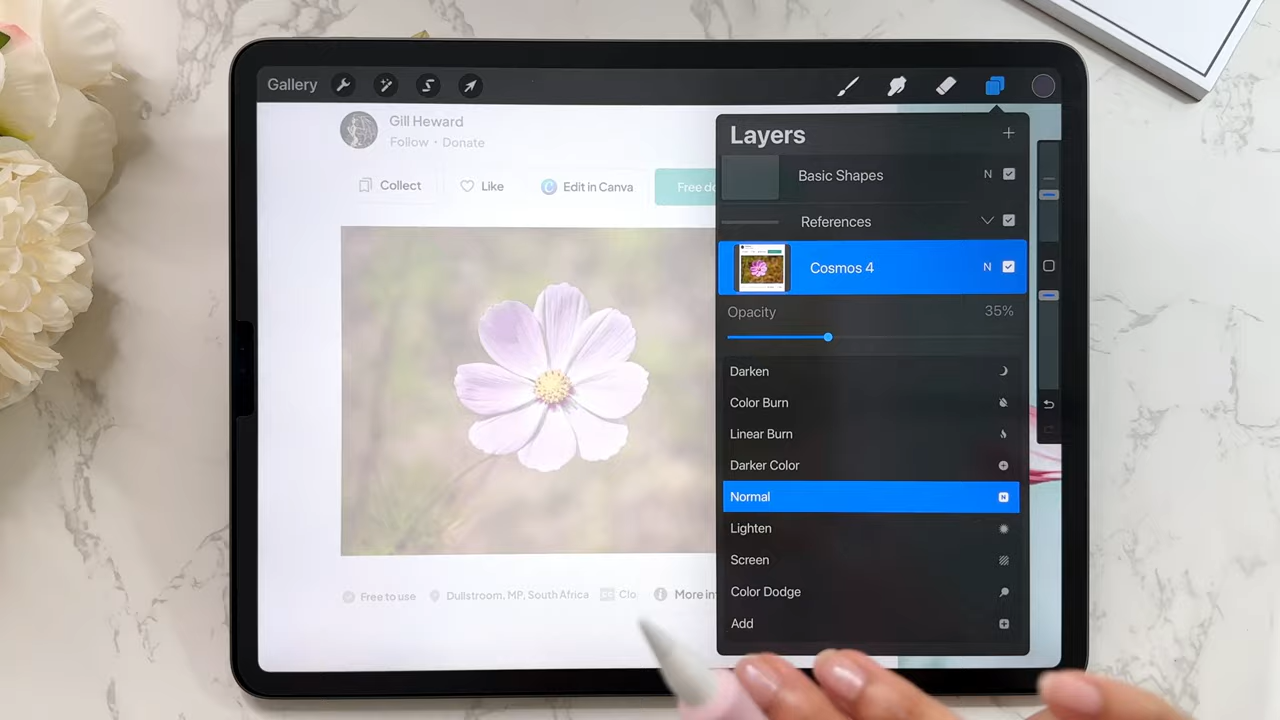 Gallery
Gill Heward
Follow • Donate
Collect
Like
Edit in Canva
Free do
Free to use
Dullstroom, MP, South Africa
CC Clo
More in
Layers
Basic Shapes N
References
Cosmos 4 N
Opacity 35%
Darken
Color Burn
Linear Burn
Darker Color
Normal N
Lighten
Screen
Color Dodge
Add